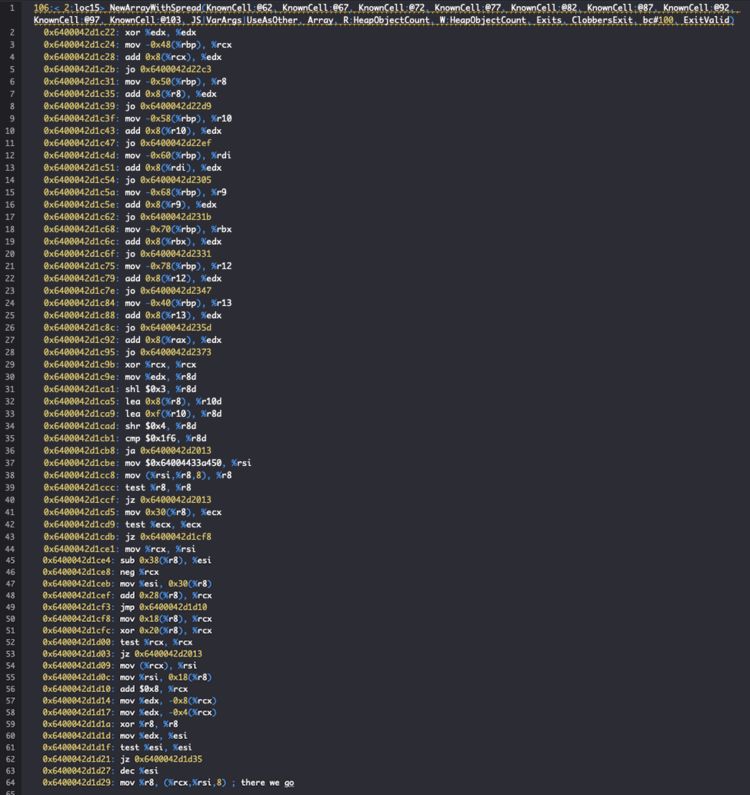 1 106:< 2:loc15> NewArrayWithSpread(KnownCell:@62, KnownCell:@67, KnownCell:@72, KnownCell:@77, KnownCell:@82, KnownCell:@87, KnownCell:@92,
KnownCell:@97, KnownCell:@103, JS|VarArgs|UseAsOther, Array, R:HeapObjectCount, W:HeapObjectCount, Exits, ClobbersExit, bc#100, ExitValid)
2 0x6400042d1c22: xor %edx, %edx
3 0x6400042d1c24: mov -0x48(%rbp), %rcx
4 0x6400042d1c28: add 0x8(%rcx), %edx
5 0x6400042d1c2b: jo 0x6400042d22c3
6 0x6400042d1c31: mov -0x50(%rbp), %r8
7 0x6400042d1c35: add 0x8(%r8), %edx
8 0x6400042d1c39: jo 0x6400042d22d9
9 0x6400042d1c3f: mov -0x58(%rbp), %r10
10 0x6400042d1c43: add 0x8(%r10), %edx
11 0x6400042d1c47: jo 0x6400042d22ef
12 0x6400042d1c4d: mov -0x60(%rbp), %rdi
13 0x6400042d1c51: add 0x8(%rdi), %edx
14 0x6400042d1c54: jo 0x6400042d2305
15 0x6400042d1c5a: mov -0x68(%rbp), %r9
16 0x6400042d1c5e: add 0x8(%r9), %edx
17 0x6400042d1c62: jo 0x6400042d231b
18 0x6400042d1c68: mov -0x70(%rbp), %rbx
19 0x6400042d1c6c: add 0x8(%rbx), %edx
20 0x6400042d1c6f: jo 0x6400042d2331
21 0x6400042d1c75: mov -0x78(%rbp), %r12
22 0x6400042d1c79: add 0x8(%r12), %edx
23 0x6400042d1c7e: jo 0x6400042d2347
24 0x6400042d1c84: mov -0x40(%rbp), %r13
25 0x6400042d1c88: add 0x8(%r13), %edx
26 0x6400042d1c8c: jo 0x6400042d235d
27 0x6400042d1c92: add 0x8(%rax), %edx
28 0x6400042d1c95: jo 0x6400042d2373
29 0x6400042d1c9b: xor %rcx, %rcx
30 0x6400042d1c9e: mov %edx, %r8d
31 0x6400042d1ca1: shl $0x3, %r8d
32 0x6400042d1ca5: lea 0x8(%r8), %r10d
33 0x6400042d1ca9: lea 0xf(%r10), %r8d
34 0x6400042d1cad: shr $0x4, %r8d
35 0x6400042d1cb1: cmp $0x1f6, %r8d
36 0x6400042d1cb8: ja 0x6400042d2013
37 0x6400042d1cbe: mov $0x64004433a450, %rsi
38 0x6400042d1cc8: mov (%rsi,%r8,8), %r8
39 0x6400042d1ccc: test %r8, %r8
40 0x6400042d1ccf: jz 0x6400042d2013
41 0x6400042d1cd5: mov 0x30(%r8), %ecx
42 0x6400042d1cd9: test %ecx, %ecx
43 0x6400042d1cdb: jz 0x6400042d1cf8
44 0x6400042d1ce1: mov %rcx, %rsi
45 0x6400042d1ce4: sub 0x38(%r8), %esi
46 0x6400042d1ce8: neg %rcx
47 0x6400042d1ceb: mov %esi, 0x30(%r8)
48 0x6400042d1cef: add 0x28(%r8), %rcx
49 0x6400042d1cf3: jmp 0x6400042d1d10
50 0x6400042d1cf8: mov 0x18(%r8), %rcx
51 0x6400042d1cfc: xor 0x20(%r8), %rcx
52 0x6400042d1d00: test %rcx, %rcx
53 0x6400042d1d03: jz 0x6400042d2013
54 0x6400042d1d09: mov (%rcx), %rsi
55 0x6400042d1d0c: mov %rsi, 0x18(%r8)
56 0x6400042d1d10: add $0x8, %rcx
57 0x6400042d1d14: mov %edx, -0x8(%rcx)
58 0x6400042d1d17: mov %edx, -0x4(%rcx)
59 0x6400042d1d1a: xor %r8, %r8
60 0x6400042d1d1d: mov %edx, %esi
61 0x6400042d1d1f: test %esi, %esi
62 0x6400042d1d21: jz 0x6400042d1d35
63 0x6400042d1d27: dec %esi
64 0x6400042d1d29: mov %r8, (%rcx,%rsi,8) ; there we go
65